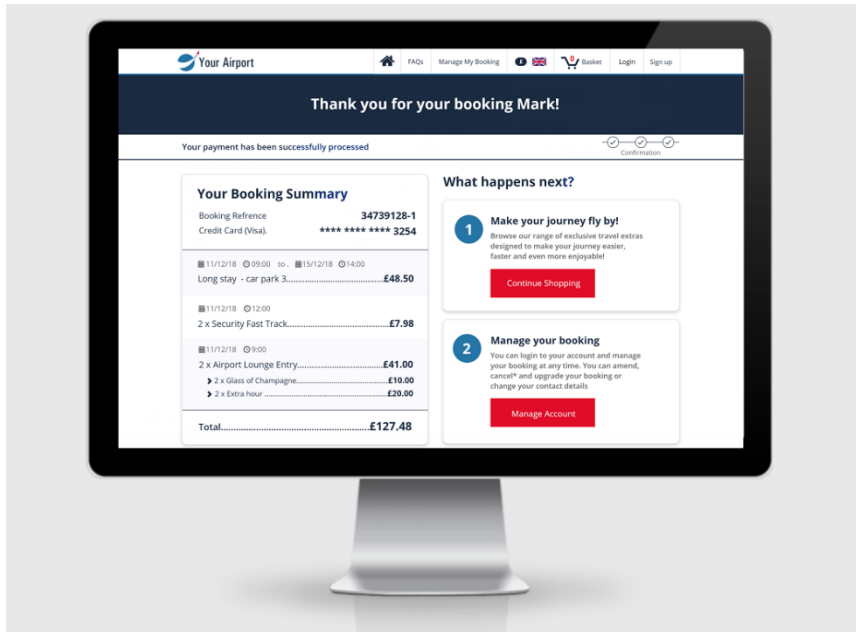 Your Airport
FAQs
Manage My Booking
£
0
Basket
Login
Sign up
Thank you for your booking Mark!
Your payment has been successfully processed
Confirmation
Your Booking Summary
Booking Refrence 34739128-1
Credit Card (Visa). **** **** **** 3254
11/12/18 09:00 to . 15/12/18 14:00
Long stay - car park 3..............................£48.50
11/12/18 12:00
2 x Security Fast Track................................£7.98
11/12/18 9:00
2 x Airport Lounge Entry...........................£41.00
2 x Glass of Champagne..............................£10.00
2 x Extra hour ..........................................£20.00
Total....................................................£127.48
What happens next?
1
Make your journey fly by!
Browse our range of exclusive travel extras
designed to make your journey easier,
faster and even more enjoyable!
Continue Shopping
2
Manage your booking
You can login to your account and manage
your booking at any time. You can amend,
cancel* and upgrade your booking or
change your contact details
Manage Account